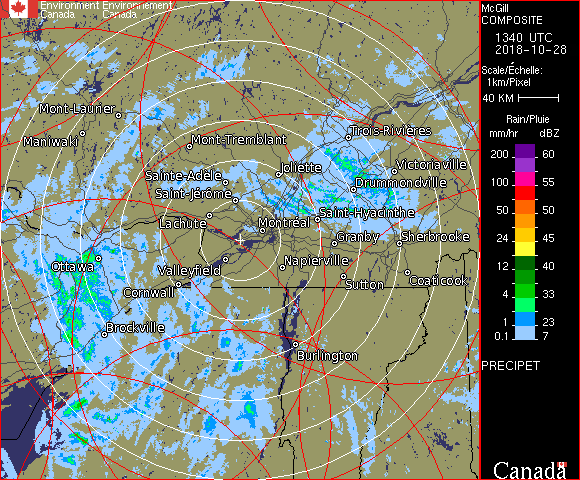 Environment Environnement
Canada Canada
McGill
COMPOSITE
1340 UTC
2018-10-28
Scale/Échelle:
1km/Pixel
40 KM
Rain/Pluie
mm/hr dBZ
200 60
100 55
50 50
24 45
12 40
4 33
1 23
0.1 7
PRECIPET
Canada
Mont-Laurier
Maniwaki
Mont-Tremblant
Trois-Rivières
Joliette
Victoriaville
Sainte-Adèle
Drummondville
Saint-Jérôme
Saint-Hyacinthe
Lachute
Montréal
Granby
Sherbrooke
Ottawa
Valleyfield
Napierville
Cornwall
Sutton
Coaticook
Brockville
Burlington